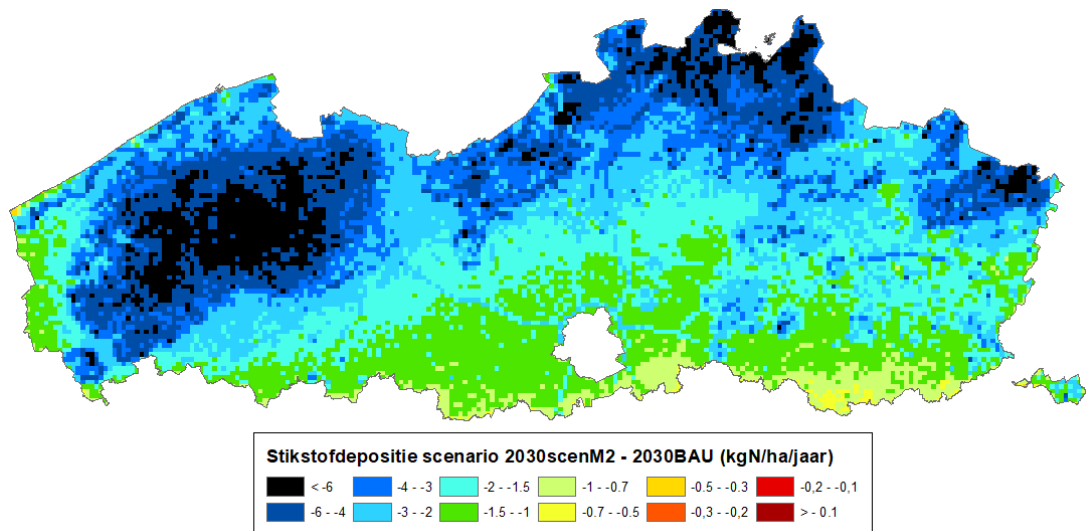 Stikstofdepositie scenario 2030scenM2 - 2030BAU (kgN/ha/jaar)
< -6 -4 - -3 -2 - -1.5 -1 - -0.7 -0.5 - -0.3 -0,2 - -0,1
-6 - -4 -3 - -2 -1.5 - -1 -0.7 - -0.5 -0,3 - -0,2 > - 0.1